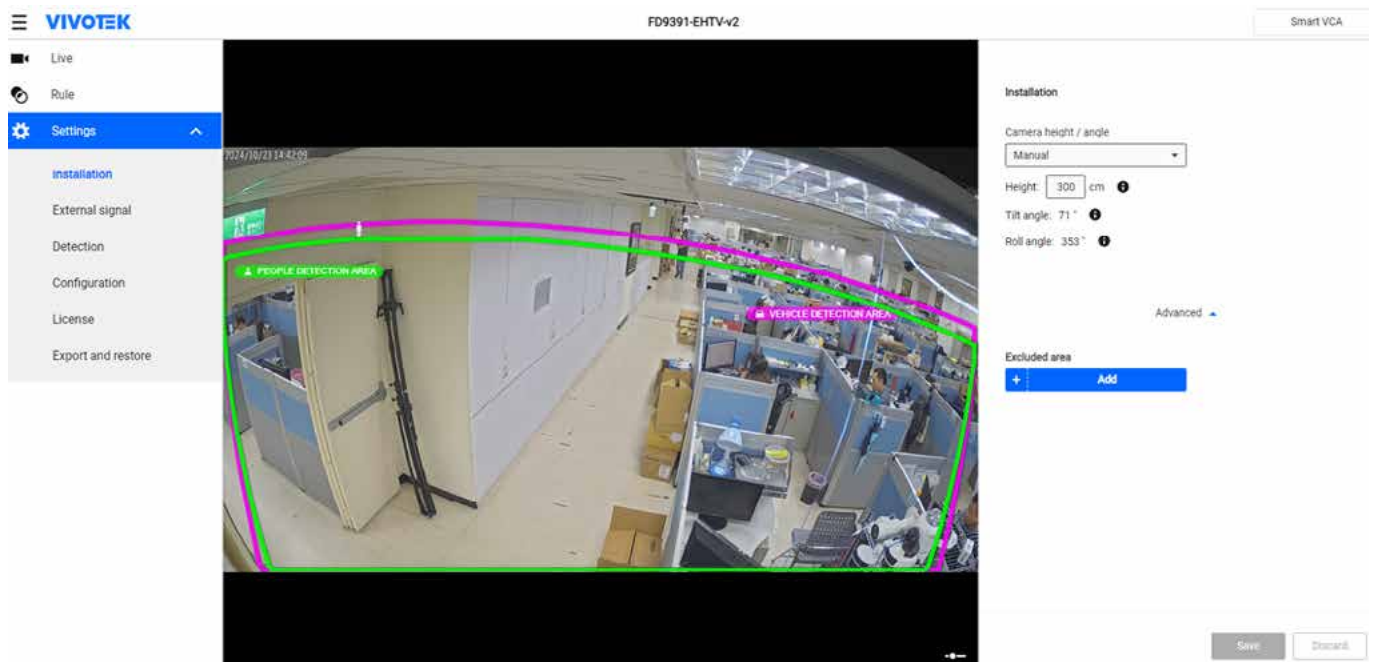 VIVOTEK
FD9391-EHTV-v2
Smart VCA
Live
Rule
Settings
Installation
External signal
Detection
Configuration
License
Export and restore
2024/10/23 14:42:09
PEOPLE DETECTION AREA
VEHICLE DETECTION AREA
Installation
Camera height / angle
Manual
Height: 300 cm
Tilt angle: 71°
Roll angle: 353°
Advanced
Excluded area
+ Add
Save
Discard